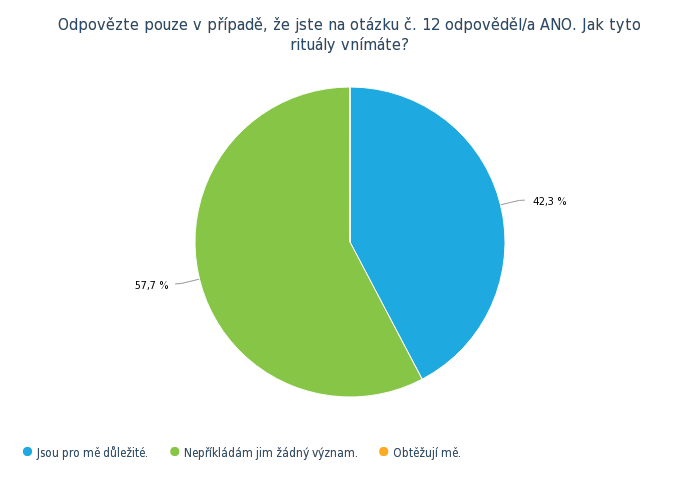 Odpovězte pouze v případě, že jste na otázku č. 12 odpověděl/a ANO. Jak tyto
rituály vnímáte?
42,3 %
57,7 %
Jsou pro mě důležité.
Nepříkládám jim žádný význam.
Obtěžují mě.